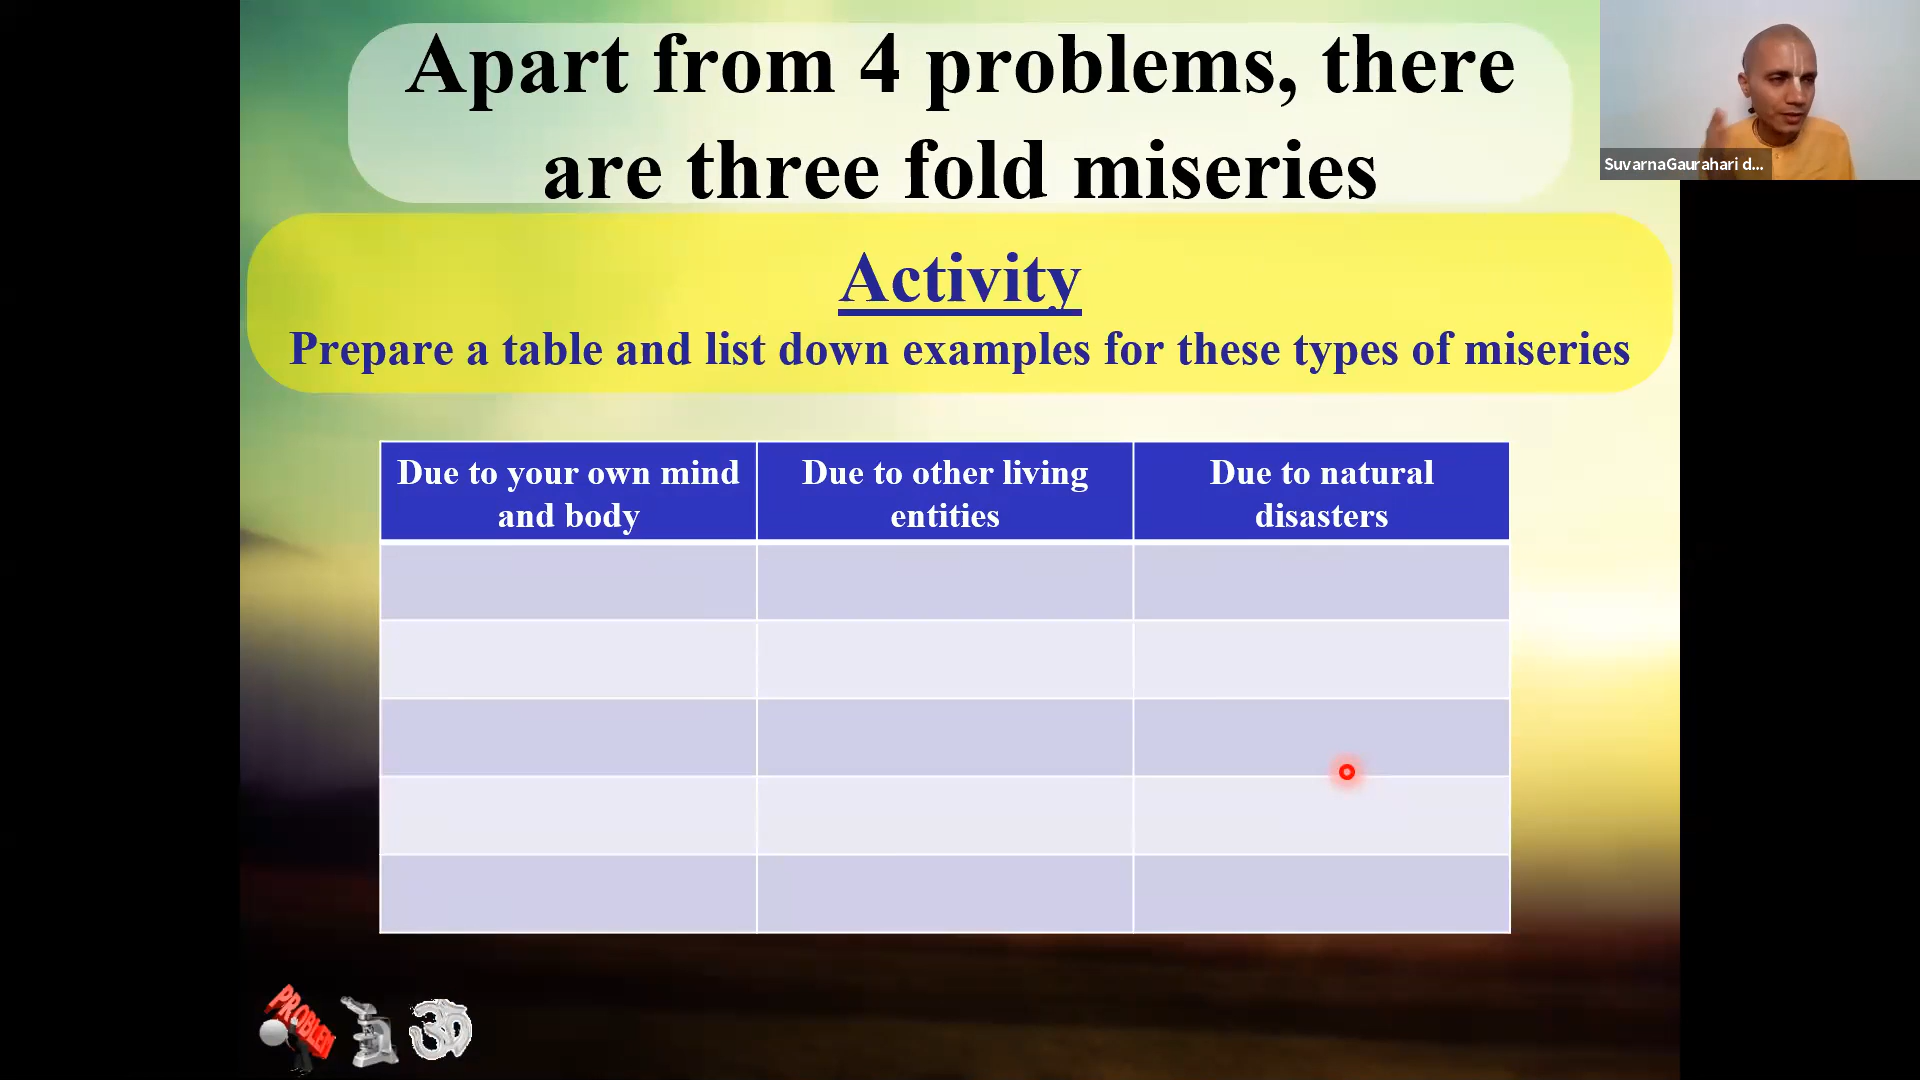 Apart from 4 problems, there
are three fold miseries
SuvarnaGaurahari d...
Activity
Prepare a table and list down examples for these types of miseries
Due to your own mind
and body
Due to other living
entities
Due to natural
disasters
PROBLEM
ॐ